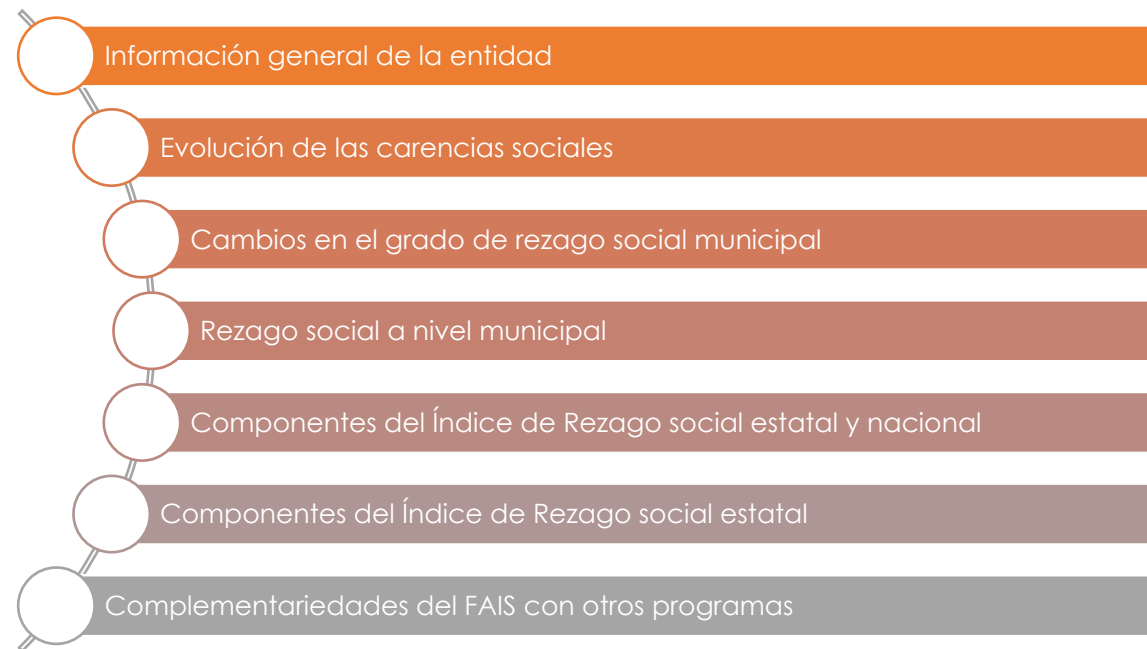 Información general de la entidad
Evolución de las carencias sociales
Cambios en el grado de rezago social municipal
Rezago social a nivel municipal
Componentes del Índice de Rezago social estatal y nacional
Componentes del Índice de Rezago social estatal
Complementariedades del FAIS con otros programas